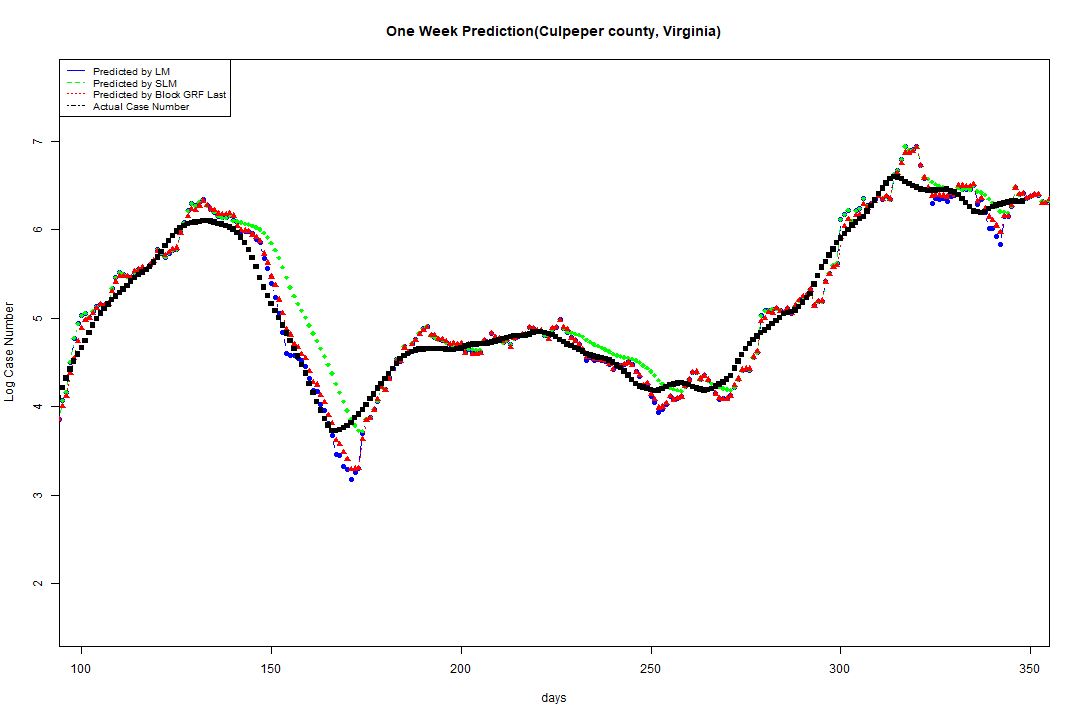 One Week Prediction(Culpeper county, Virginia)
Predicted by LM
Predicted by SLM
Predicted by Block GRF Last
Actual Case Number
7
6
5
4
3
2
Log Case Number
100 150 200 250 300 350
days